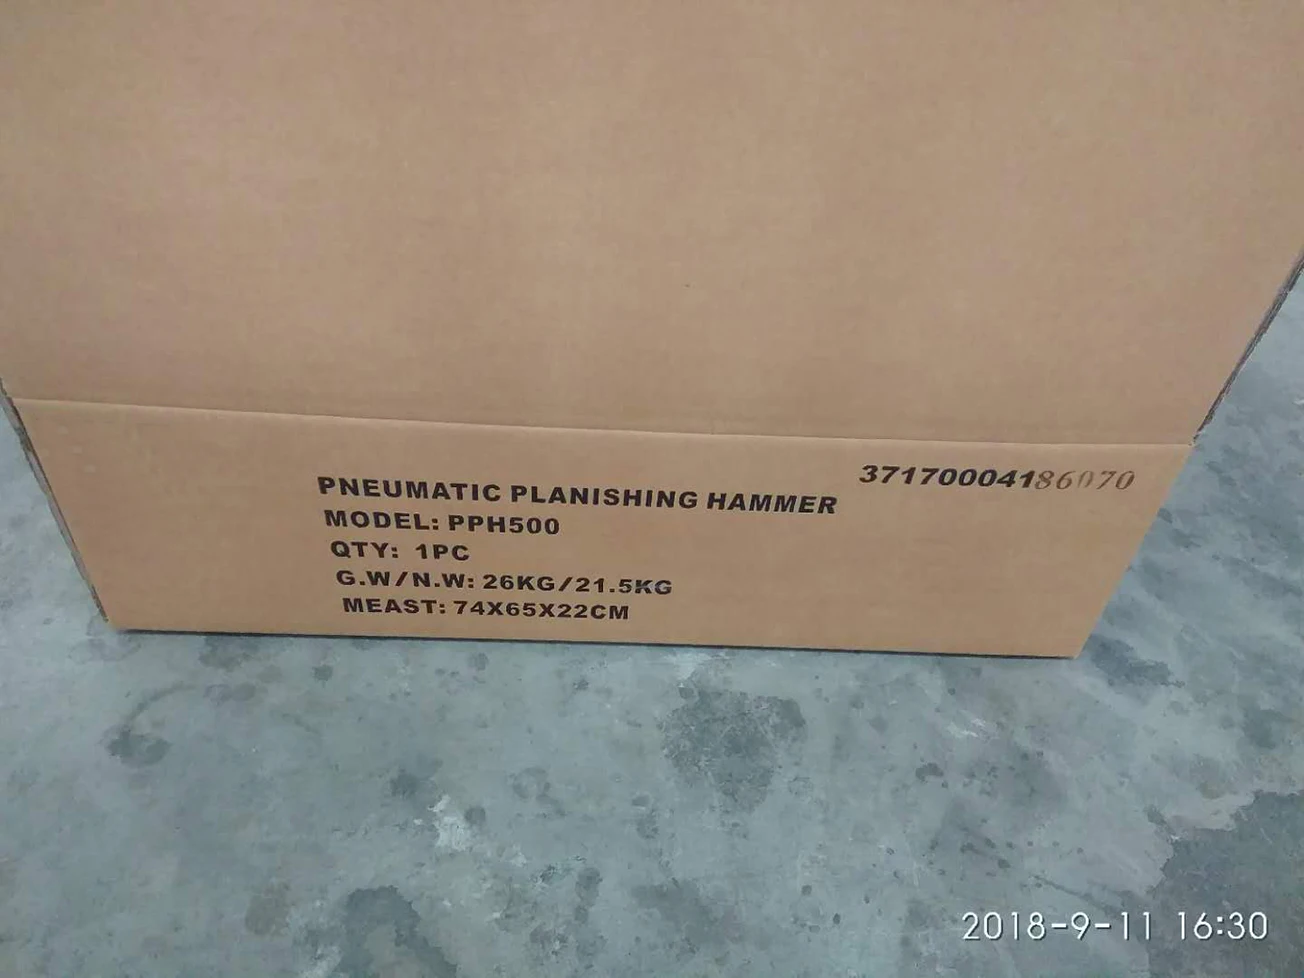 37170004186070
PNEUMATIC PLANISHING HAMMER
MODEL: PPH500
QTY: 1PC
G.W/N.W: 26KG/21.5KG
MEAST: 74X65X22CM
2018-9-11 16:30